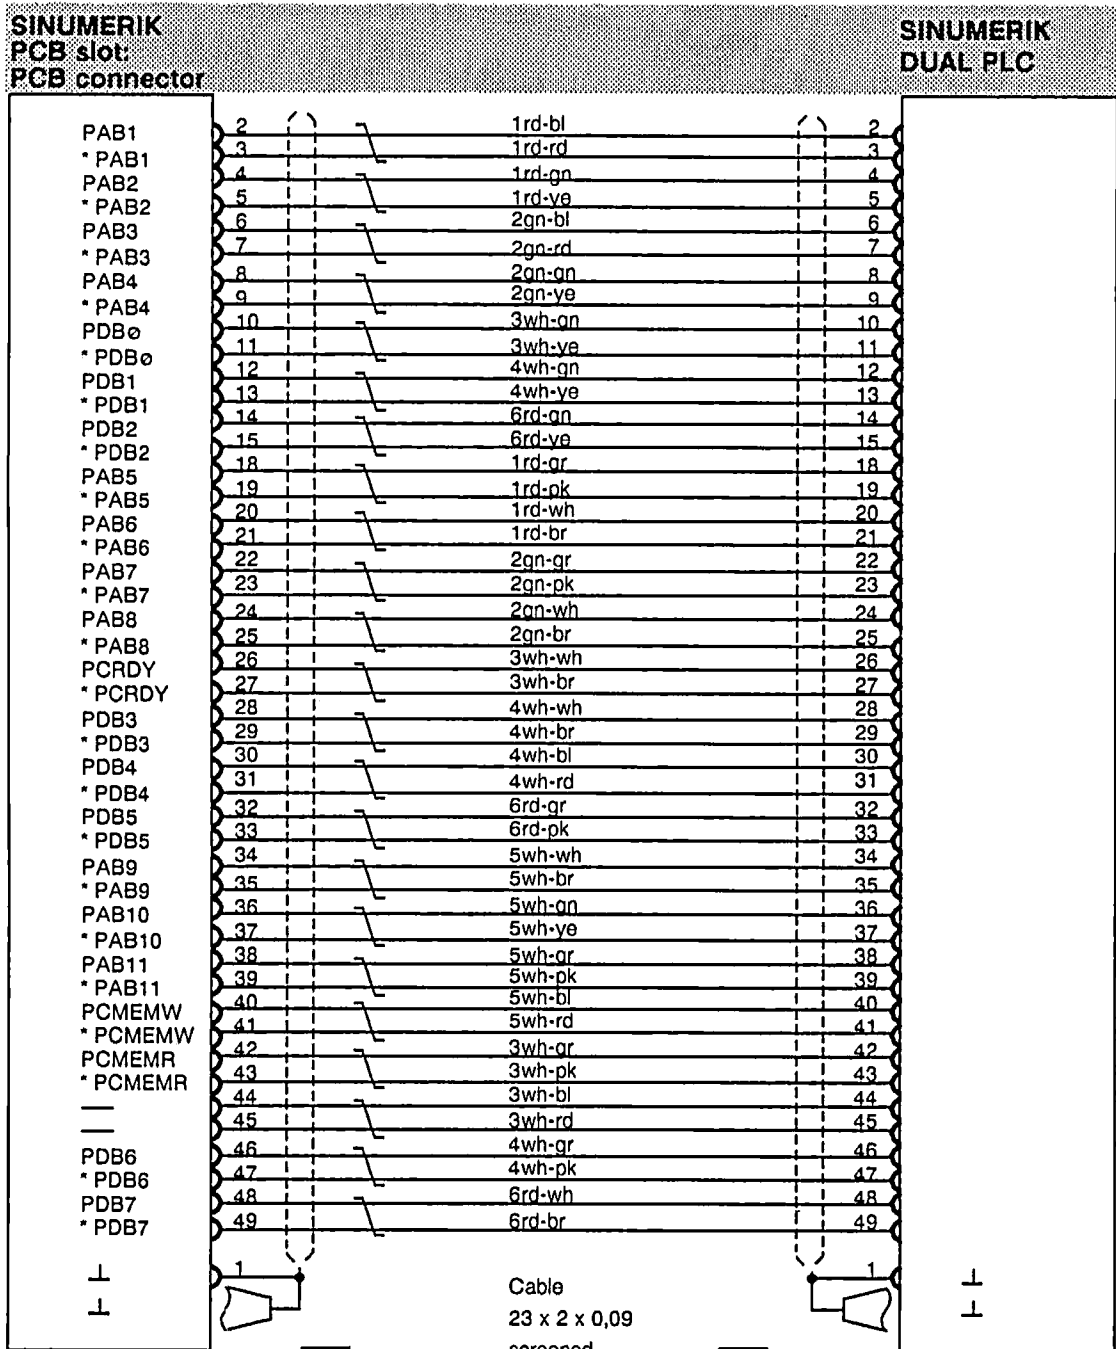 SINUMERIK
PCB slot:
PCB connector
SINUMERIK
DUAL PLC
PAB1 2 1rd-bl 2
* PAB1 3 1rd-rd 3
PAB2 4 1rd-gn 4
* PAB2 5 1rd-ye 5
PAB3 6 2gn-bl 6
* PAB3 7 2gn-rd 7
PAB4 8 2gn-gn 8
* PAB4 9 2gn-ye 9
PDBø 10 3wh-gn 10
* PDBø 11 3wh-ye 11
PDB1 12 4wh-gn 12
* PDB1 13 4wh-ye 13
PDB2 14 6rd-gn 14
* PDB2 15 6rd-ye 15
PAB5 18 1rd-gr 18
* PAB5 19 1rd-pk 19
PAB6 20 1rd-wh 20
* PAB6 21 1rd-br 21
PAB7 22 2gn-gr 22
* PAB7 23 2gn-pk 23
PAB8 24 2gn-wh 24
* PAB8 25 2gn-br 25
PCRDY 26 3wh-wh 26
* PCRDY 27 3wh-br 27
PDB3 28 4wh-wh 28
* PDB3 29 4wh-br 29
PDB4 30 4wh-bl 30
* PDB4 31 4wh-rd 31
PDB5 32 6rd-gr 32
* PDB5 33 6rd-pk 33
PAB9 34 5wh-wh 34
* PAB9 35 5wh-br 35
PAB10 36 5wh-gn 36
* PAB10 37 5wh-ye 37
PAB11 38 5wh-gr 38
* PAB11 39 5wh-pk 39
PCMEMW 40 5wh-bl 40
* PCMEMW 41 5wh-rd 41
PCMEMR 42 3wh-gr 42
* PCMEMR 43 3wh-pk 43
— 44 3wh-bl 44
— 45 3wh-rd 45
PDB6 46 4wh-gr 46
* PDB6 47 4wh-pk 47
PDB7 48 6rd-wh 48
* PDB7 49 6rd-br 49
⊥ 1 1 ⊥
⊥ ⊥
Cable
23 x 2 x 0,09
screened